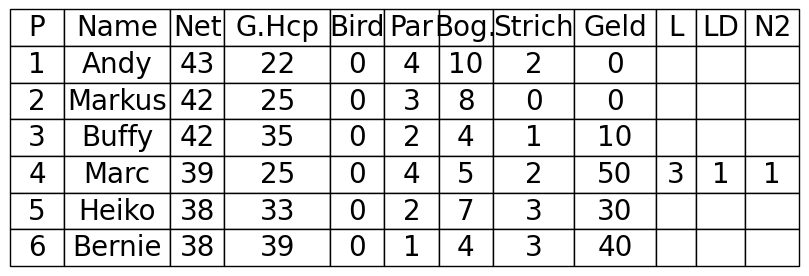 P Name Net G.Hcp Bird Par Bog. Strich Geld L LD N2
1 Andy 43 22 0 4 10 2 0
2 Markus 42 25 0 3 8 0 0
3 Buffy 42 35 0 2 4 1 10
4 Marc 39 25 0 4 5 2 50 3 1 1
5 Heiko 38 33 0 2 7 3 30
6 Bernie 38 39 0 1 4 3 40